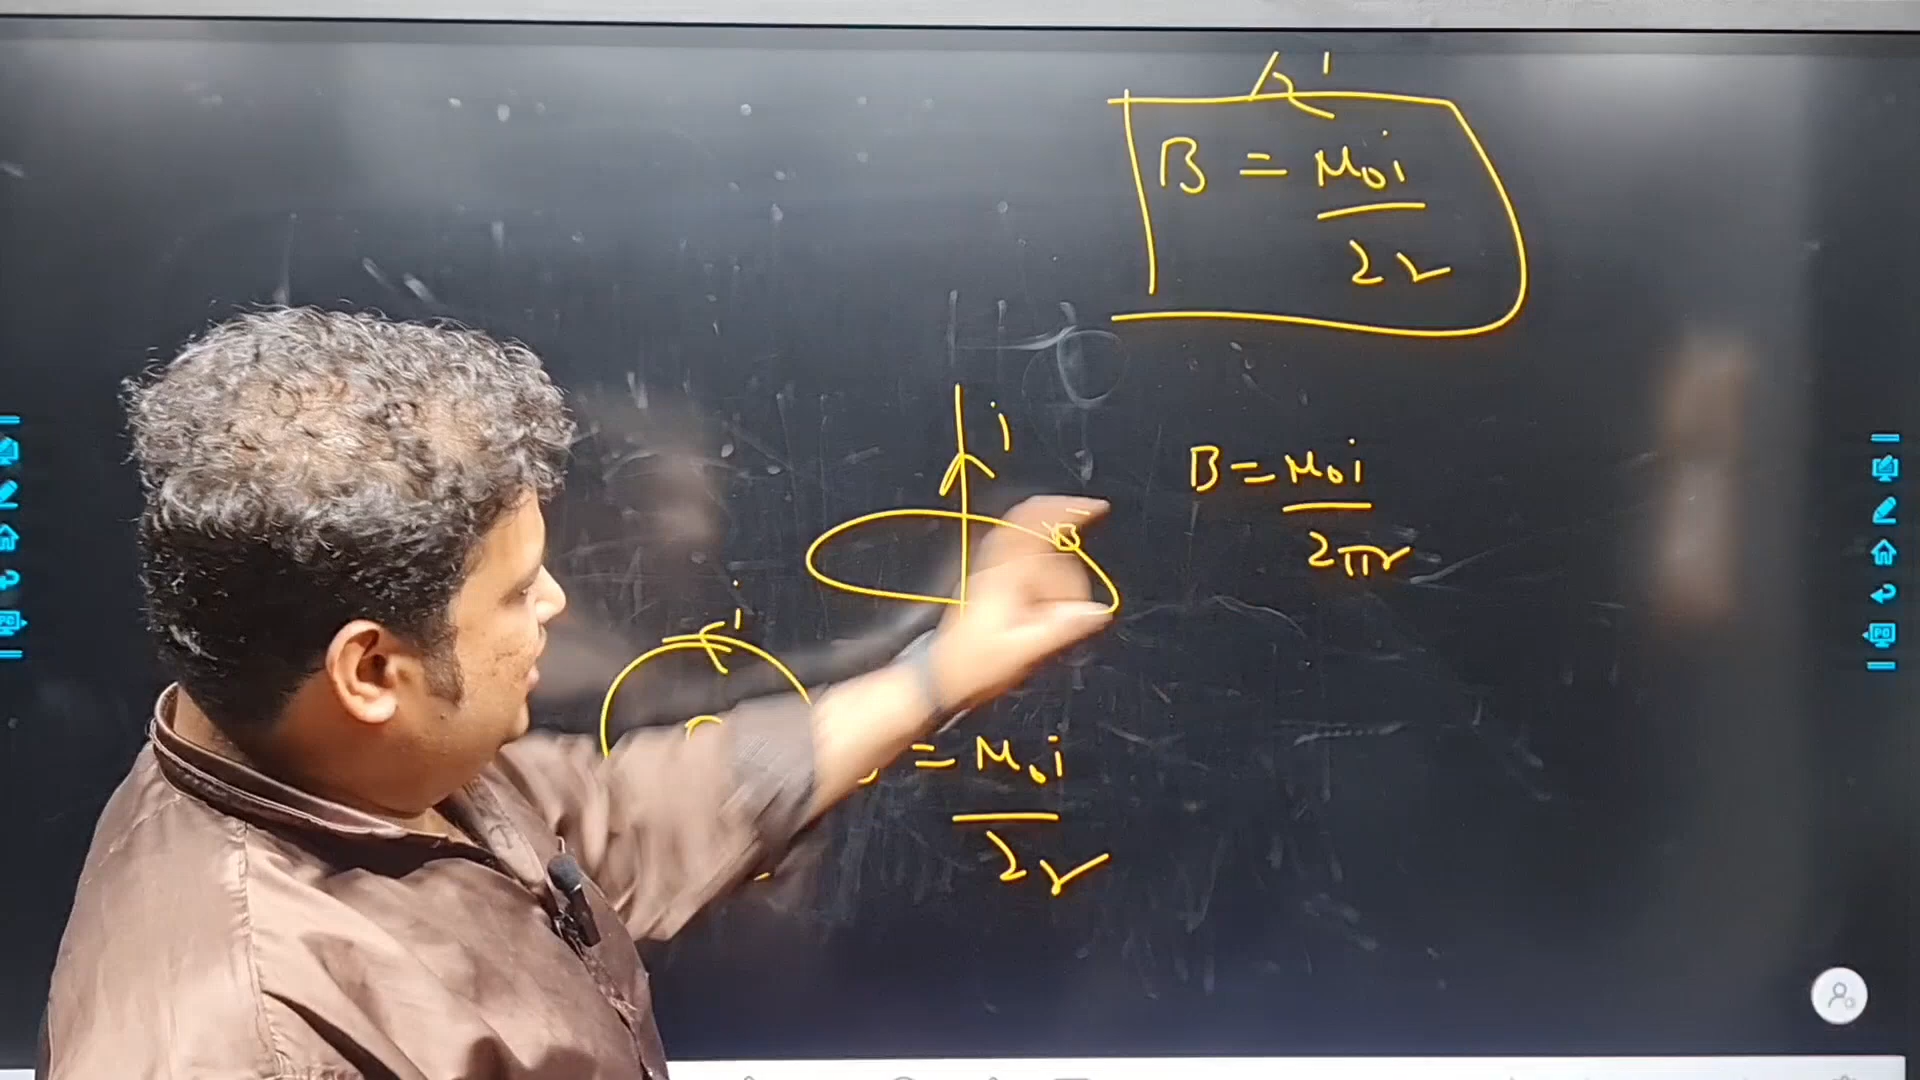 B = μ₀i
2r
i
B = μ₀i
2πr
B
i
= μ₀i
2r